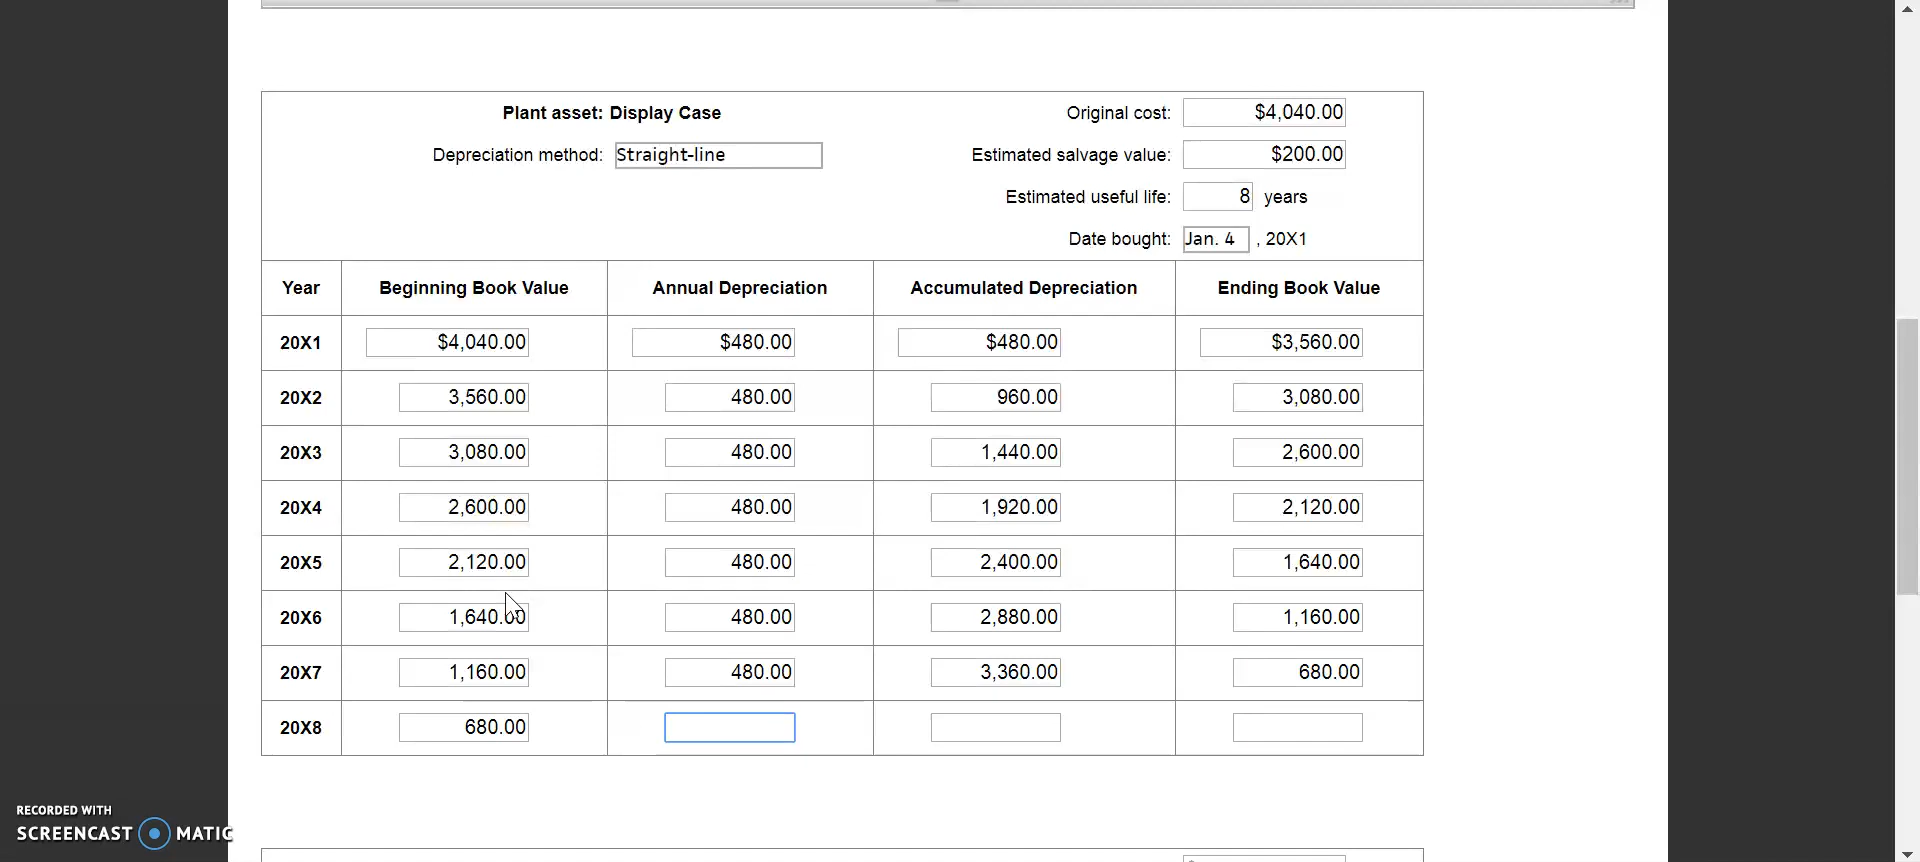 Plant asset: Display Case Original cost: $4,040.00
Depreciation method: Straight-line Estimated salvage value: $200.00
Estimated useful life: 8 years
Date bought: Jan. 4 , 20X1
Year Beginning Book Value Annual Depreciation Accumulated Depreciation Ending Book Value
20X1 $4,040.00 $480.00 $480.00 $3,560.00
20X2 3,560.00 480.00 960.00 3,080.00
20X3 3,080.00 480.00 1,440.00 2,600.00
20X4 2,600.00 480.00 1,920.00 2,120.00
20X5 2,120.00 480.00 2,400.00 1,640.00
20X6 1,640.00 480.00 2,880.00 1,160.00
20X7 1,160.00 480.00 3,360.00 680.00
20X8 680.00
RECORDED WITH
SCREENCAST MATIC